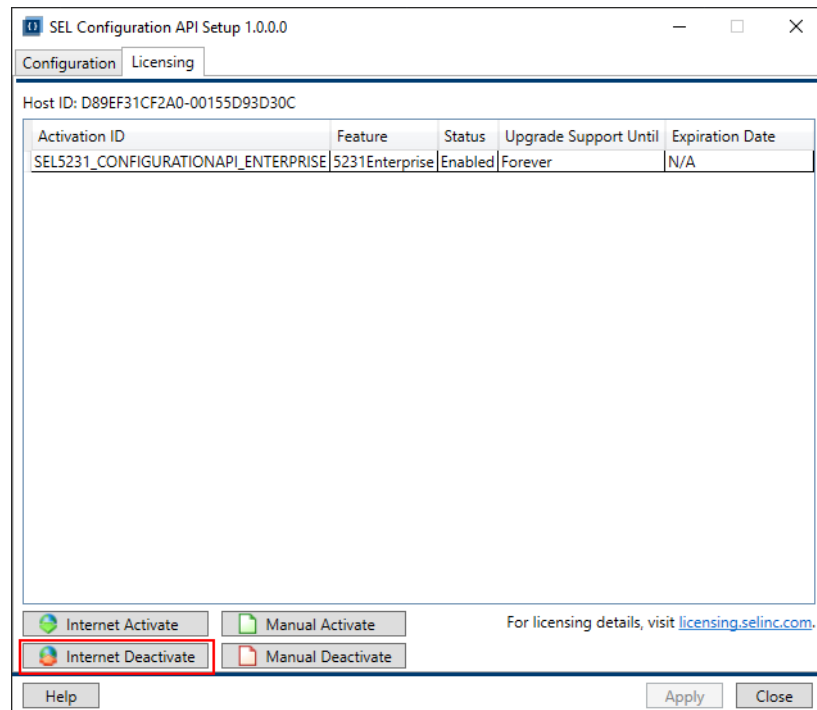 SEL Configuration API Setup 1.0.0.0
Configuration Licensing
Host ID: D89EF31CF2A0-00155D93D30C
Activation ID Feature Status Upgrade Support Until Expiration Date
SEL5231_CONFIGURATIONAPI_ENTERPRISE 5231Enterprise Enabled Forever N/A
Internet Activate Manual Activate For licensing details, visit licensing.selinc.com.
Internet Deactivate Manual Deactivate
Help Apply Close